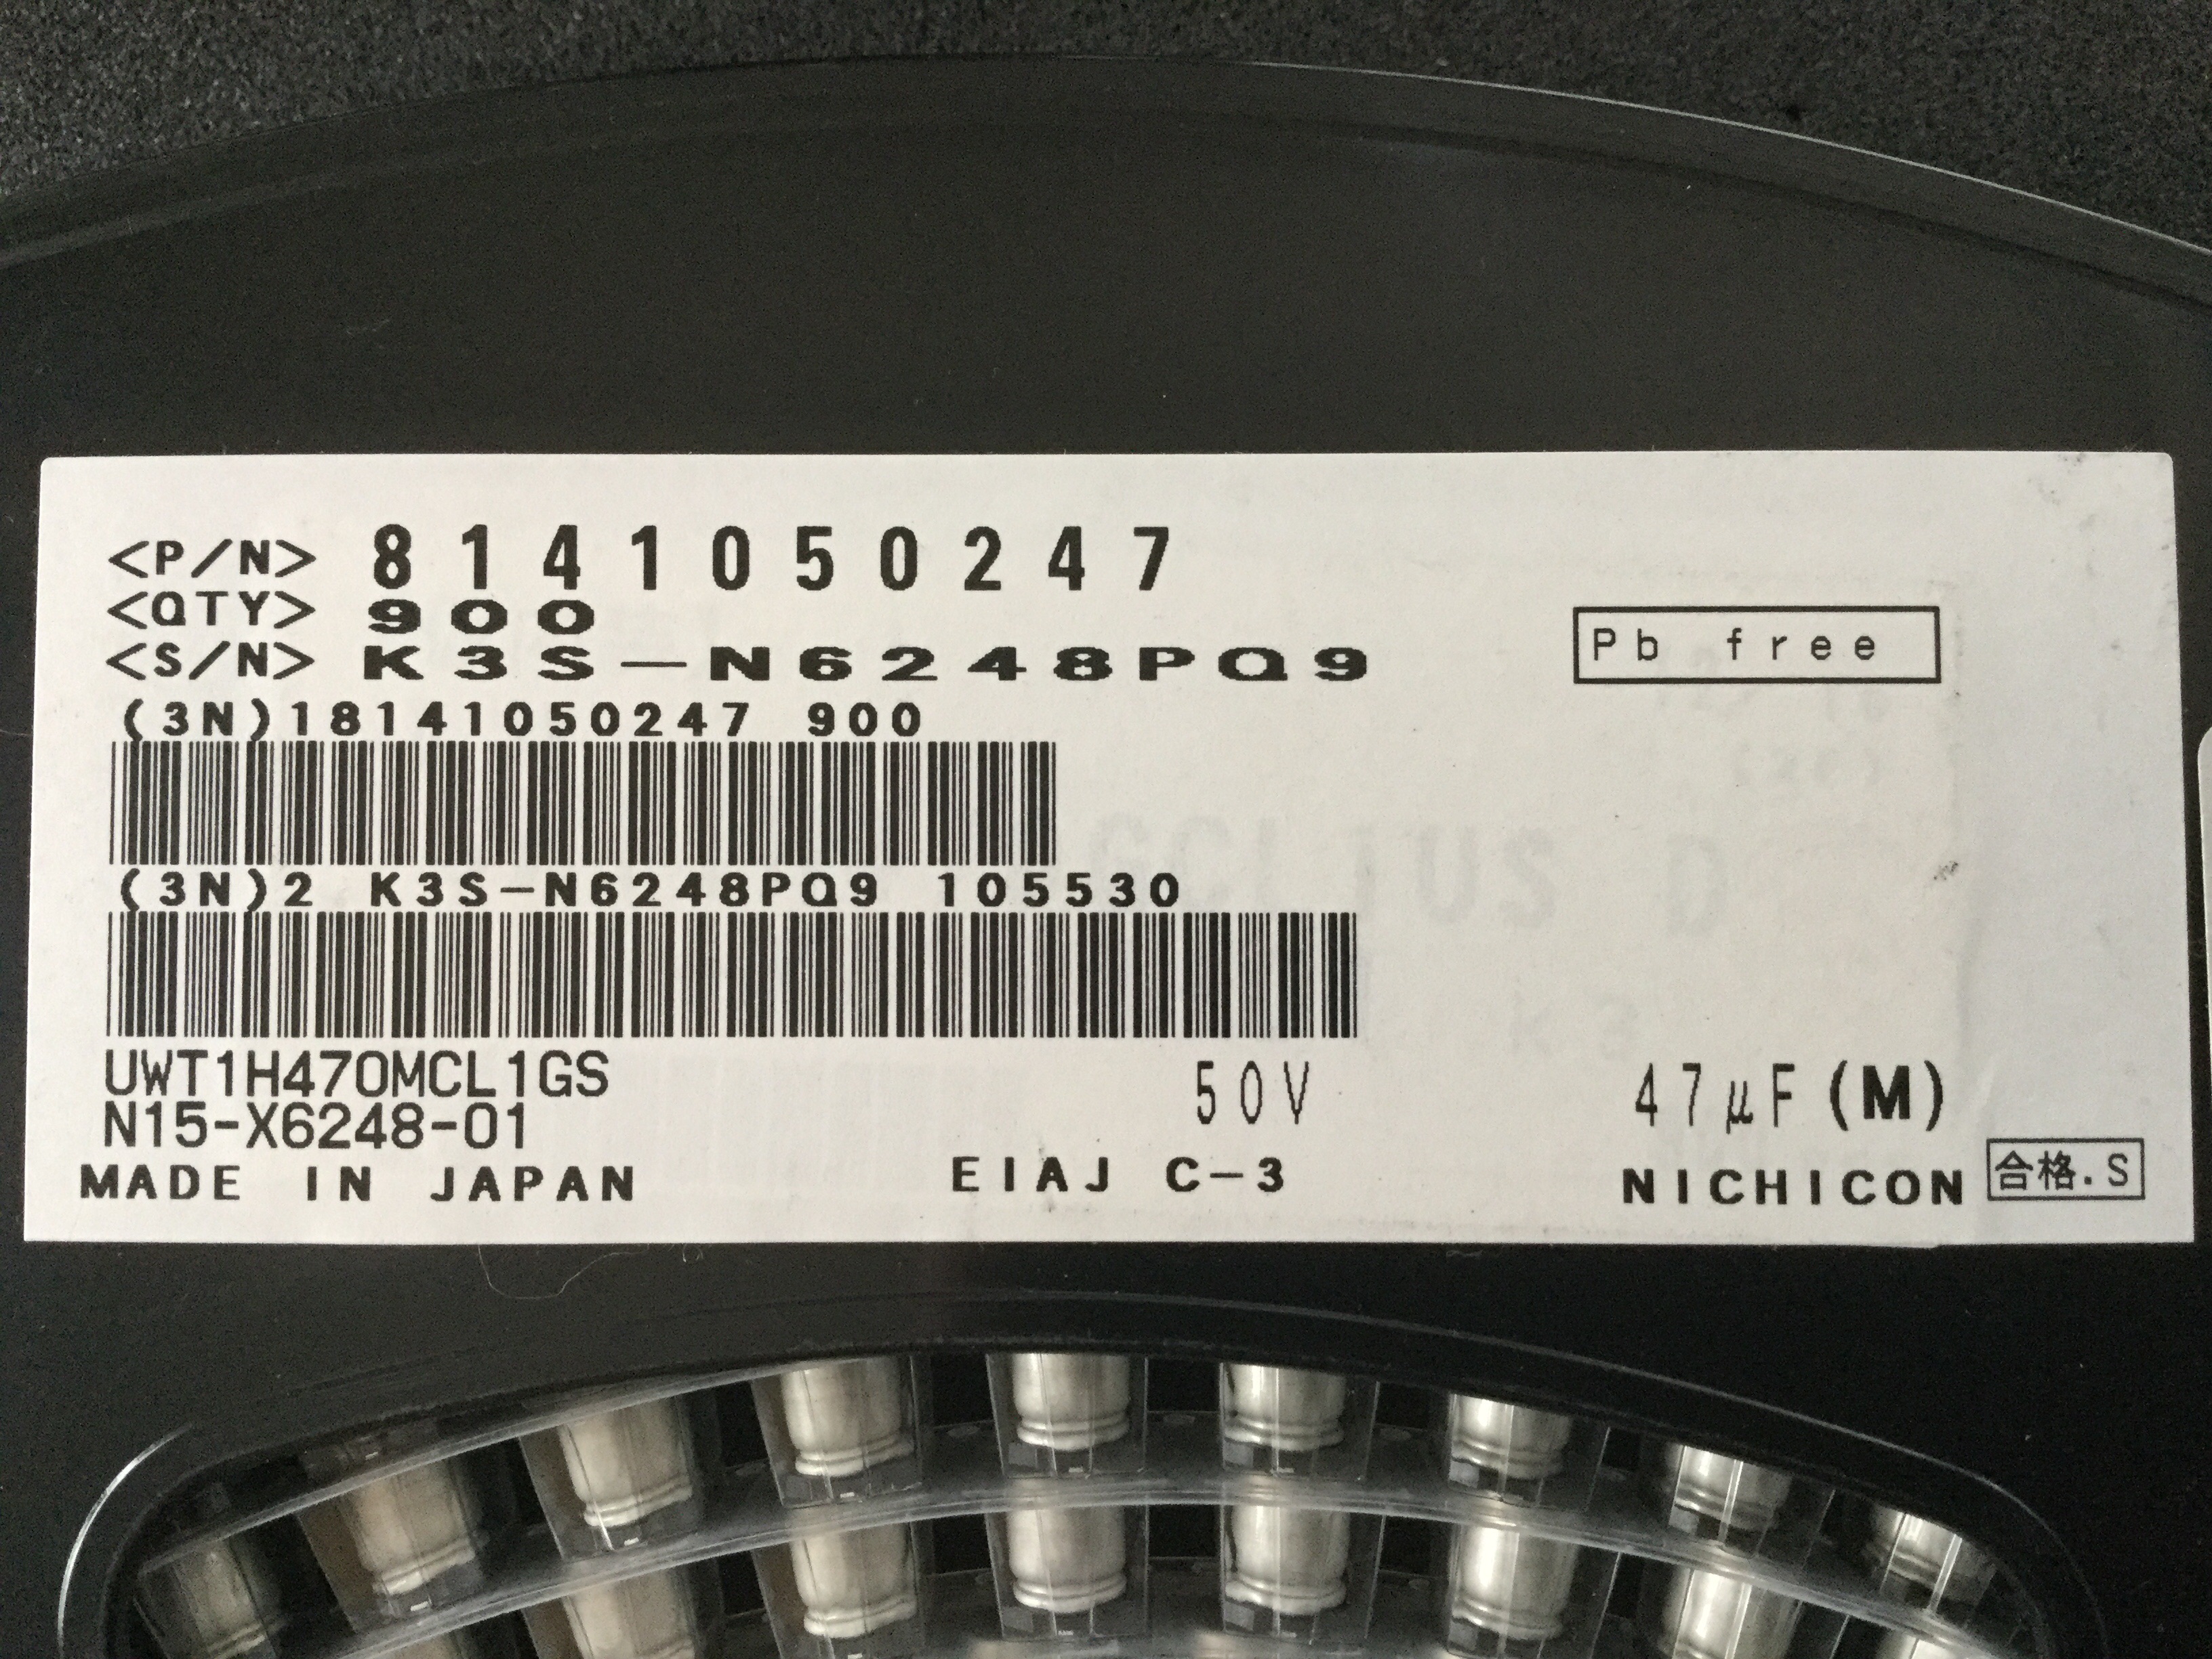 <P/N> 8141050247
<QTY> 900
<S/N> K3S-N6248PQ9
Pb free
(3N)18141050247 900
(3N)2 K3S-N6248PQ9 105530
UWT1H470MCL1GS 50V 47μF(M)
N15-X6248-01
MADE IN JAPAN EIAJ C-3 NICHICON 合格.S